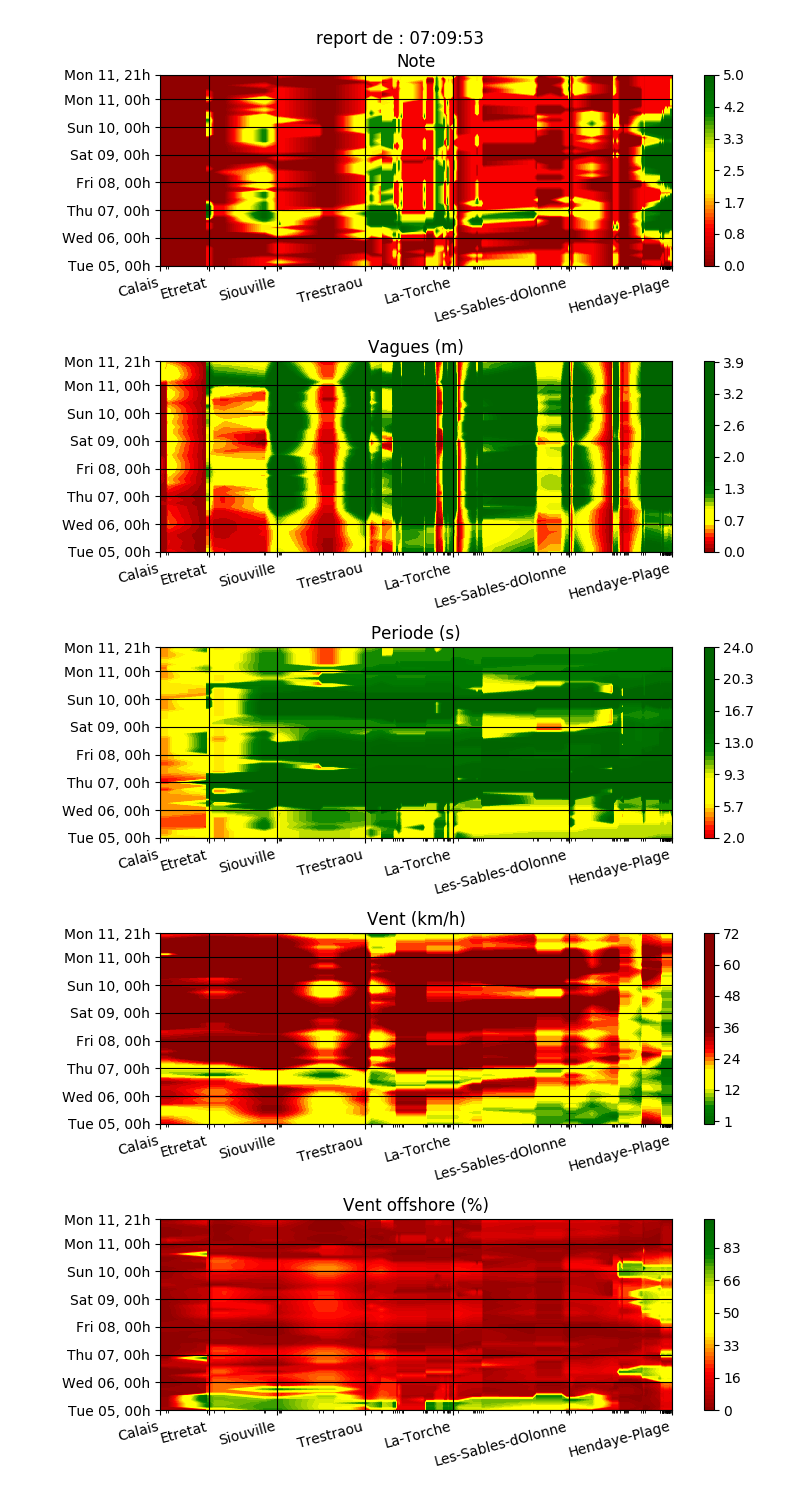 report de : 07:09:53
Note
Mon 11, 21h
Mon 11, 00h
Sun 10, 00h
Sat 09, 00h
Fri 08, 00h
Thu 07, 00h
Wed 06, 00h
Tue 05, 00h
Calais Etretat Siouville Trestraou La-Torche Les-Sables-dOlonne Hendaye-Plage
5.0
4.2
3.3
2.5
1.7
0.8
0.0
Vagues (m)
Mon 11, 21h
Mon 11, 00h
Sun 10, 00h
Sat 09, 00h
Fri 08, 00h
Thu 07, 00h
Wed 06, 00h
Tue 05, 00h
Calais Etretat Siouville Trestraou La-Torche Les-Sables-dOlonne Hendaye-Plage
3.9
3.2
2.6
2.0
1.3
0.7
0.0
Periode (s)
Mon 11, 21h
Mon 11, 00h
Sun 10, 00h
Sat 09, 00h
Fri 08, 00h
Thu 07, 00h
Wed 06, 00h
Tue 05, 00h
Calais Etretat Siouville Trestraou La-Torche Les-Sables-dOlonne Hendaye-Plage
24.0
20.3
16.7
13.0
9.3
5.7
2.0
Vent (km/h)
Mon 11, 21h
Mon 11, 00h
Sun 10, 00h
Sat 09, 00h
Fri 08, 00h
Thu 07, 00h
Wed 06, 00h
Tue 05, 00h
Calais Etretat Siouville Trestraou La-Torche Les-Sables-dOlonne Hendaye-Plage
72
60
48
36
24
12
1
Vent offshore (%)
Mon 11, 21h
Mon 11, 00h
Sun 10, 00h
Sat 09, 00h
Fri 08, 00h
Thu 07, 00h
Wed 06, 00h
Tue 05, 00h
Calais Etretat Siouville Trestraou La-Torche Les-Sables-dOlonne Hendaye-Plage
83
66
50
33
16
0